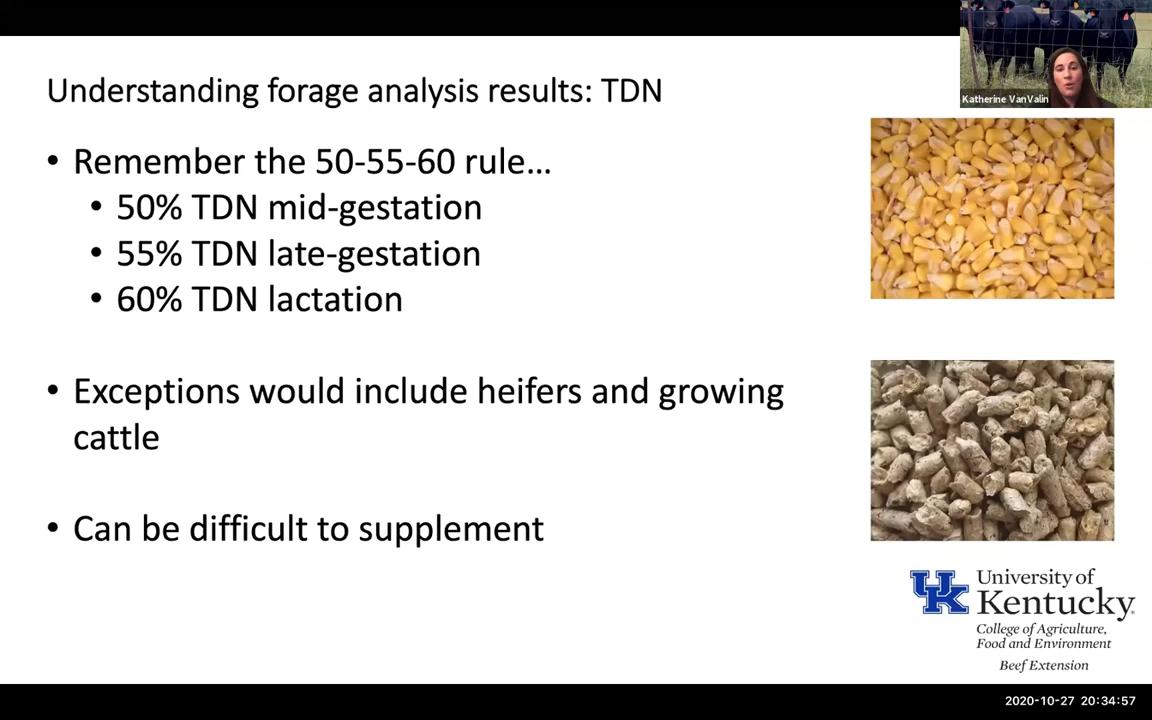 Katherine VanValin
Understanding forage analysis results: TDN
• Remember the 50-55-60 rule...
• 50% TDN mid-gestation
• 55% TDN late-gestation
• 60% TDN lactation
• Exceptions would include heifers and growing
cattle
• Can be difficult to supplement
UK
University of
Kentucky
College of Agriculture,
Food and Environment
Beef Extension
2020-10-27 20:34:57